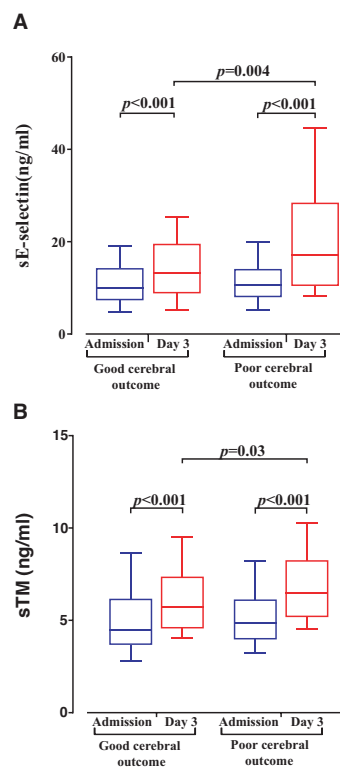 A
60
p=0.004
p<0.001
p<0.001
40
sE-selectin(ng/ml)
20
0
Admission Day 3 Admission Day 3
Good cerebral outcome
Poor cerebral outcome
B
15
p=0.03
p<0.001
p<0.001
10
sTM (ng/ml)
5
0
Admission Day 3 Admission Day 3
Good cerebral outcome
Poor cerebral outcome